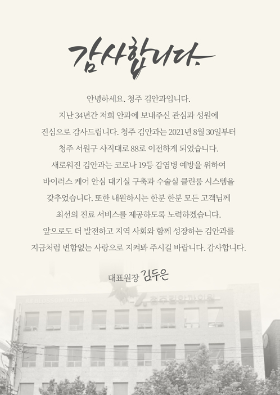 감사합니다.
안녕하세요. 청주 김안과입니다.
지난 34년간 저희 안과에 보내주신 관심과 성원에
진심으로 감사드립니다. 청주 김안과는 2021년 8월 30일부터
청주 서원구 사직대로 88로 이전하게 되었습니다.
새로워진 김안과는 코로나 19등 감염병 예방을 위하여
바이러스 케어 안심 대기실 구축과 수술실 클린룸 시스템을
갖추었습니다. 또한 내원하시는 한분 한분 모든 고객님께
최선의 진료 서비스를 제공하도록 노력하겠습니다.
앞으로도 더 발전하고 지역 사회와 함께 성장하는 김안과를
지금처럼 변함없는 사랑으로 지켜봐 주시길 바랍니다. 감사합니다.
대표원장 김두은